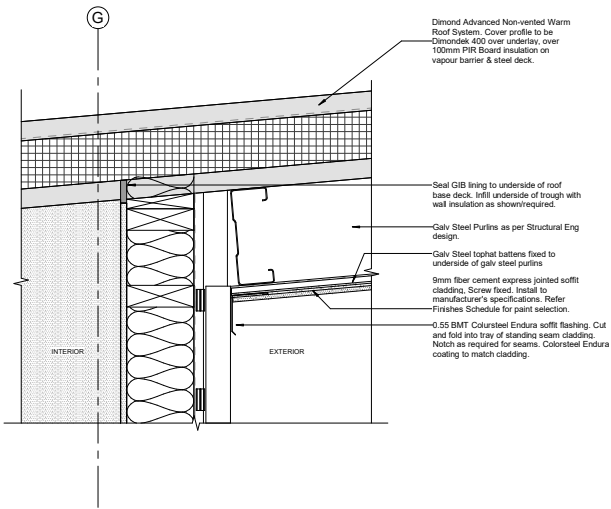 G
Dimond Advanced Non-vented Warm
Roof System. Cover profile to be
Dimondek 400 over underlay, over
100mm PIR Board insulation on
vapour barrier & steel deck.
Seal GIB lining to underside of roof
base deck. Infill underside of trough with
wall insulation as shown/required.
Galv Steel Purlins as per Structural Eng
design.
Galv Steel tophat battens fixed to
underside of galv steel purlins
9mm fiber cement express jointed soffit
cladding, Screw fixed. Install to
manufacturer's specifications. Refer
Finishes Schedule for paint selection.
0.55 BMT Colursteel Endura soffit flashing. Cut
and fold into tray of standing seam cladding.
Notch as required for seams. Colorsteel Endura
coating to match cladding.
INTERIOR
EXTERIOR